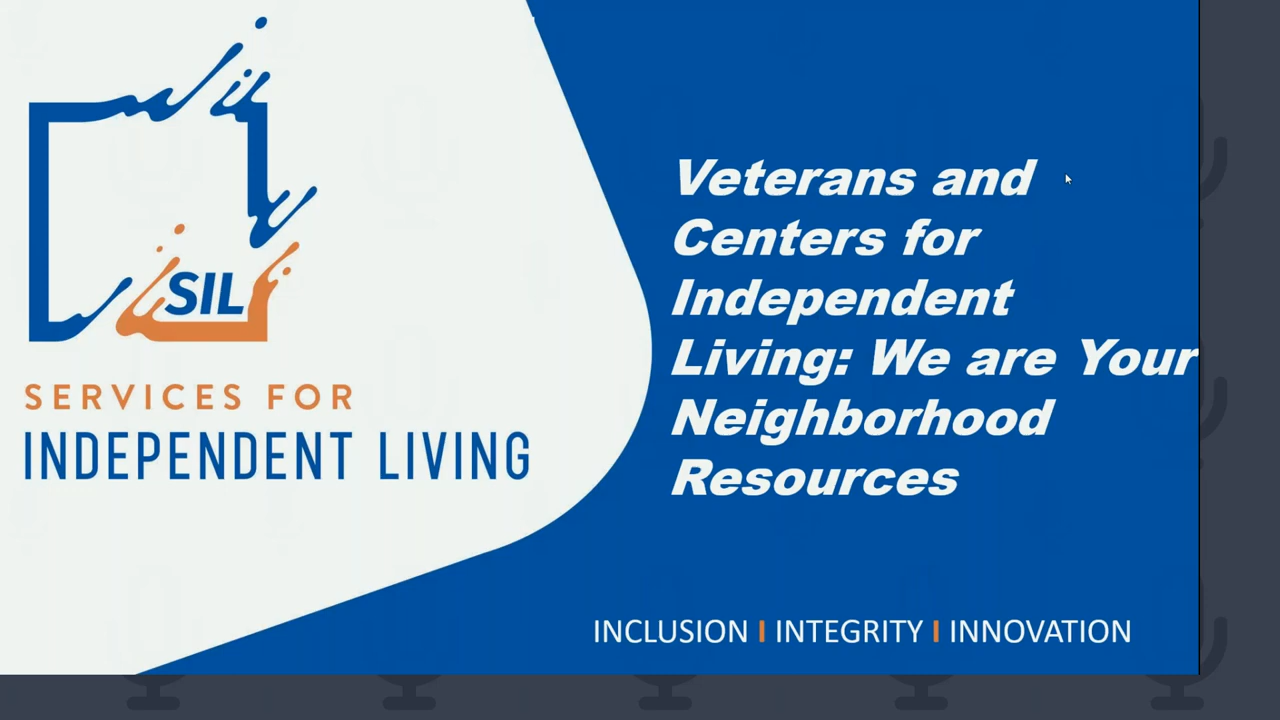 SIL
SERVICES FOR
INDEPENDENT LIVING
Veterans and
Centers for
Independent
Living: We are Your
Neighborhood
Resources
INCLUSION I INTEGRITY I INNOVATION